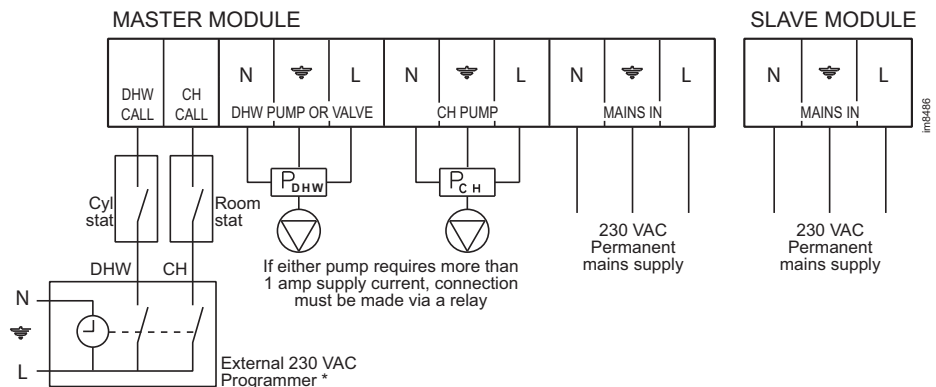 MASTER MODULE
SLAVE MODULE
DHW
CALL
CH
CALL
N
L
DHW PUMP OR VALVE
N
L
CH PUMP
N
L
MAINS IN
N
L
MAINS IN
im8486
Cyl
stat
Room
stat
P DHW
P CH
230 VAC
Permanent
mains supply
230 VAC
Permanent
mains supply
If either pump requires more than
1 amp supply current, connection
must be made via a relay
DHW
CH
N
L
External 230 VAC
Programmer *